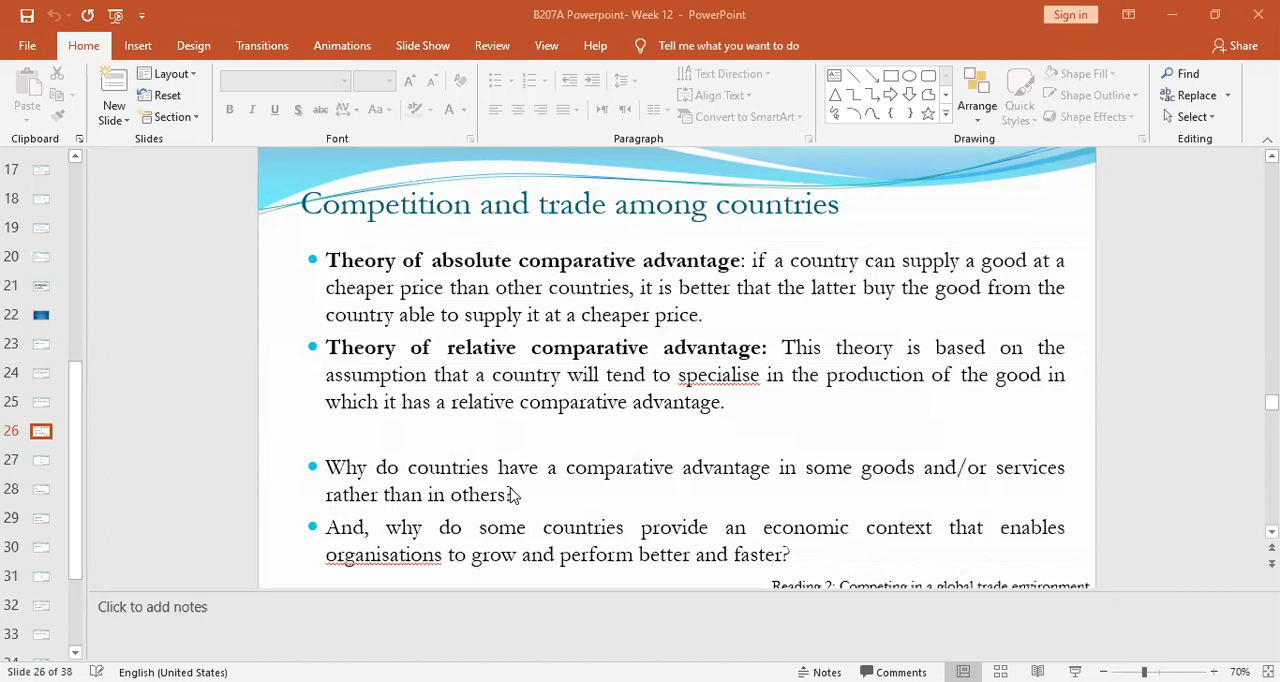 B207A Powerpoint- Week 12 - PowerPoint
Sign in
File Home Insert Design Transitions Animations Slide Show Review View Help Tell me what you want to do Share
Paste
New
Slide
Layout
Reset
Section
B I U S abc AV Aa A
A A
Text Direction
Align Text
Convert to SmartArt
Arrange
Quick
Styles
Shape Fill
Shape Outline
Shape Effects
Find
Replace
Select
Clipboard Slides Font Paragraph Drawing Editing
17
18
19
20
21
22
23
24
25
26
27
28
29
30
31
32
33
Competition and trade among countries
Theory of absolute comparative advantage: if a country can supply a good at a
cheaper price than other countries, it is better that the latter buy the good from the
country able to supply it at a cheaper price.
Theory of relative comparative advantage: This theory is based on the
assumption that a country will tend to specialise in the production of the good in
which it has a relative comparative advantage.
Why do countries have a comparative advantage in some goods and/or services
rather than in others
And, why do some countries provide an economic context that enables
organisations to grow and perform better and faster?
Reading 2: Competing in a global trade environment
Click to add notes
Slide 26 of 38 English (United States) Notes Comments 70%